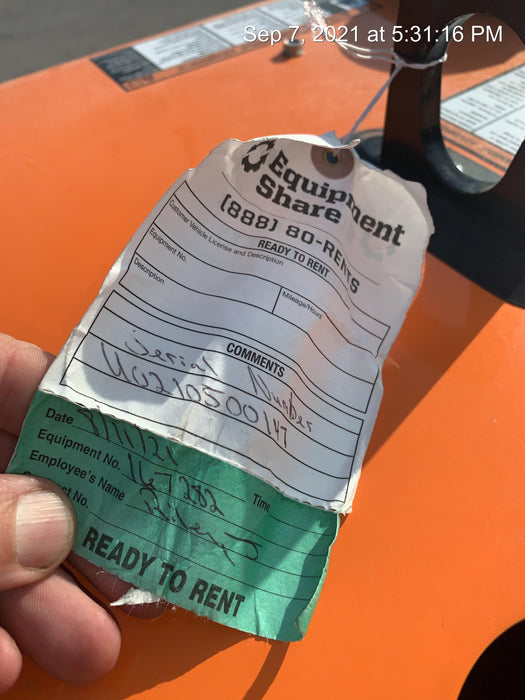 Sep 7, 2021 at 5:31:16 PM
Equipment
Share
(888) 80-RENTS
READY TO RENT
Customer Vehicle License and Description
Equipment No.
Mileage/Hours
Description
COMMENTS
Serial Number
Date
Equipment No. 167282
Time
Employee's Name
No.
READY TO RENT